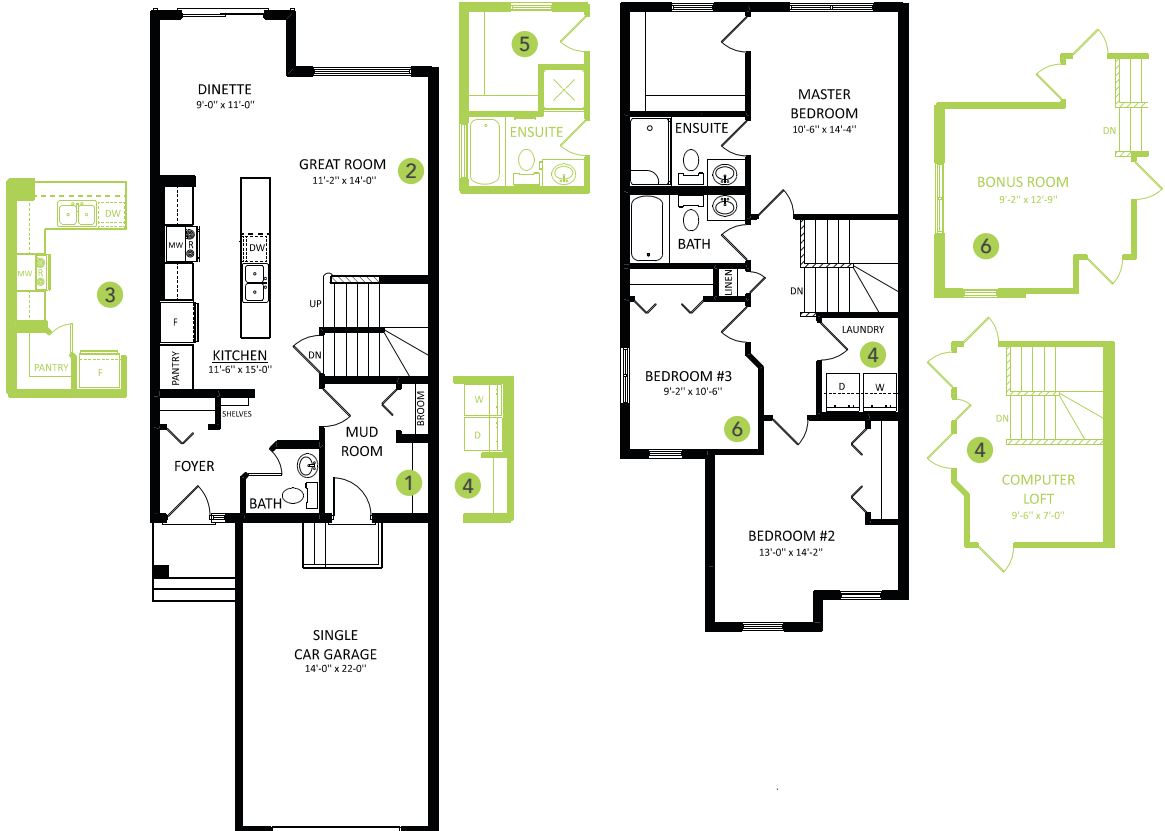 DINETTE
9'-0" x 11'-0"
GREAT ROOM
11'-2" x 14'-0"
2
MW
R
DW
F
PANTRY
KITCHEN
11'-6" x 15'-0"
UP
DN
SHELVES
BROOM
MUD
ROOM
FOYER
BATH
1
SINGLE
CAR GARAGE
14'-0" x 22'-0"
DW
MW
R
3
PANTRY
F
5
ENSUITE
W
D
4
MASTER
BEDROOM
10'-6" x 14'-4"
ENSUITE
BATH
LINEN
DN
LAUNDRY
4
D
W
BEDROOM #3
9'-2" x 10'-6"
6
BEDROOM #2
13'-0" x 14'-2"
DN
BONUS ROOM
9'-2" x 12'-9"
6
DN
4
COMPUTER
LOFT
9'-6" x 7'-0"